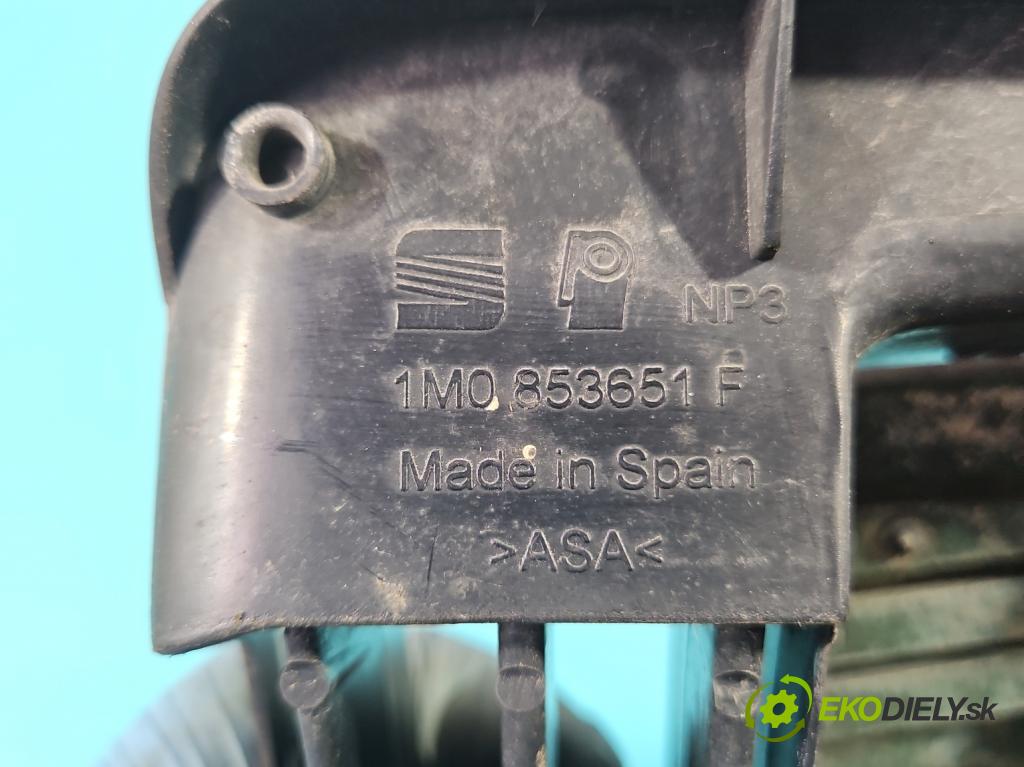 NP3
1M0 853651 F
Made in Spain
>ASA<
EKODIELY.sk